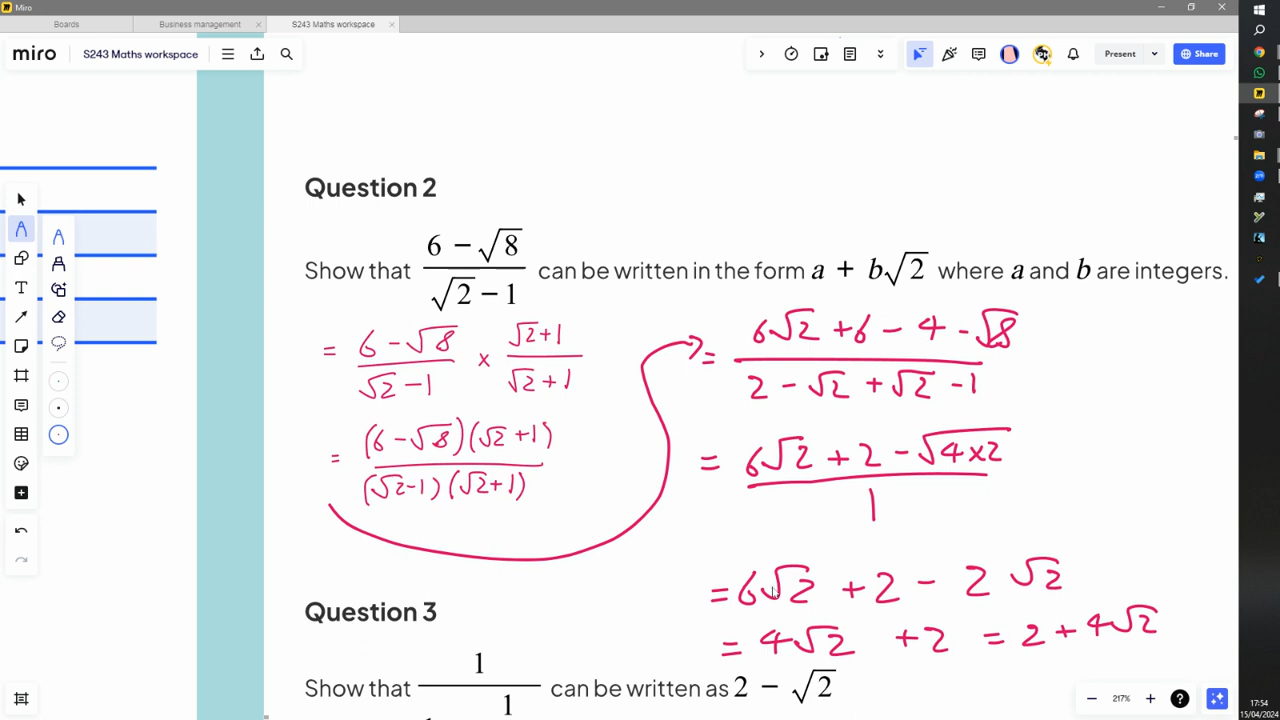 Miro
Boards
Business management
S243 Maths workspace
miro
S243 Maths workspace
Present
Share
Question 2
Show that (6 − √8)/(√2 − 1) can be written in the form a + b√2 where a and b are integers.
= (6 − √8)/(√2 − 1) × (√2 + 1)/(√2 + 1)
= (6 − √8)(√2 + 1)/(√2 − 1)(√2 + 1)
= (6√2 + 6 − 4 − √8)/(2 − √2 + √2 − 1)
= (6√2 + 2 − √4×2)/1
= 6√2 + 2 − 2 √2
= 4√2 + 2 = 2 + 4√2
Question 3
Show that 1/ 1 can be written as 2 − √2
217%
17:54
15/04/2024